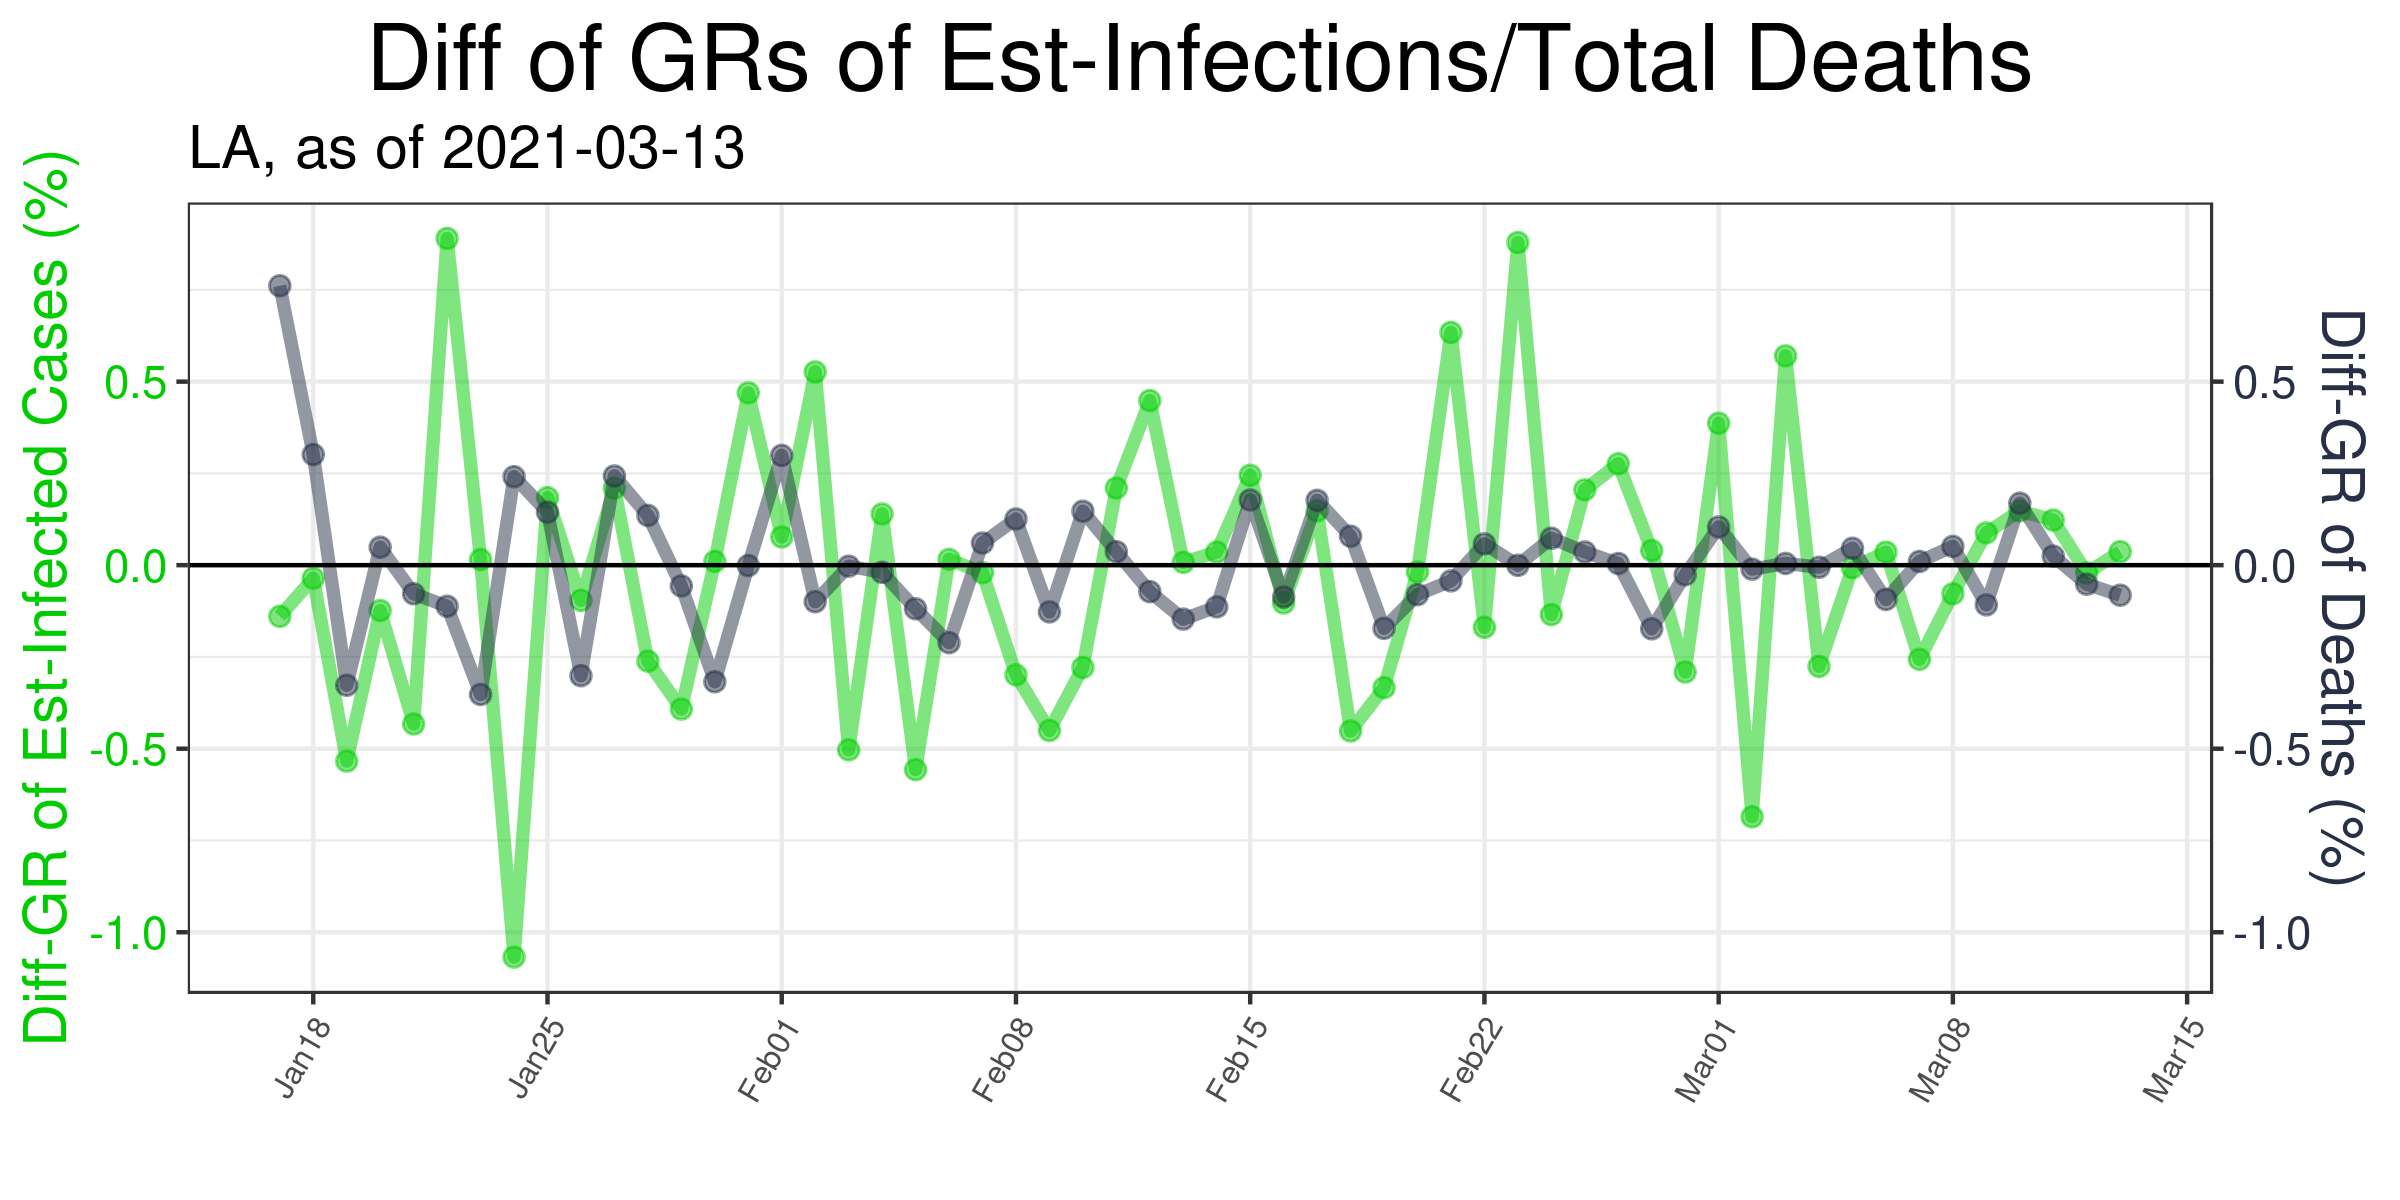 Diff of GRs of Est-Infections/Total Deaths
LA, as of 2021-03-13
Diff-GR of Est-Infected Cases (%)
0.5
0.0
-0.5
-1.0
0.5
0.0
-0.5
-1.0
Diff-GR of Deaths (%)
Jan18
Jan25
Feb01
Feb08
Feb15
Feb22
Mar01
Mar08
Mar15